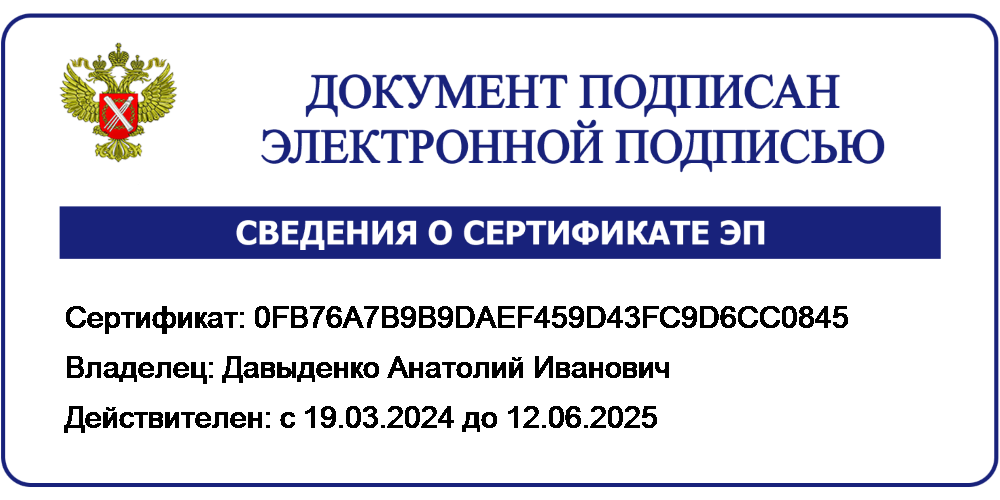 ДОКУМЕНТ ПОДПИСАН
ЭЛЕКТРОННОЙ ПОДПИСЬЮ
СВЕДЕНИЯ О СЕРТИФИКАТЕ ЭП
Сертификат: 0FB76A7B9B9DAEF459D43FC9D6CC0845
Владелец: Давыденко Анатолий Иванович
Действителен: с 19.03.2024 до 12.06.2025